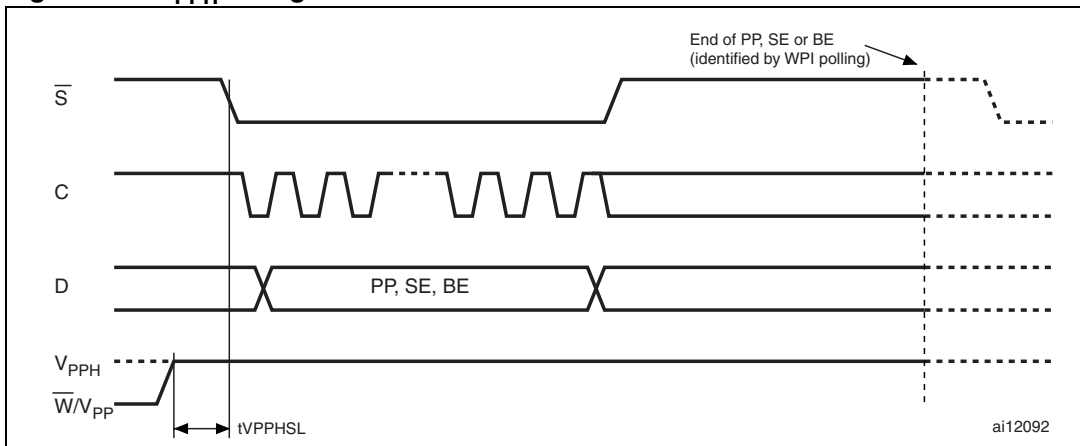 End of PP, SE or BE
(identified by WPI polling)
S̅
C
D
PP, SE, BE
VPPH
W̅/VPP
tVPPHSL
ai12092